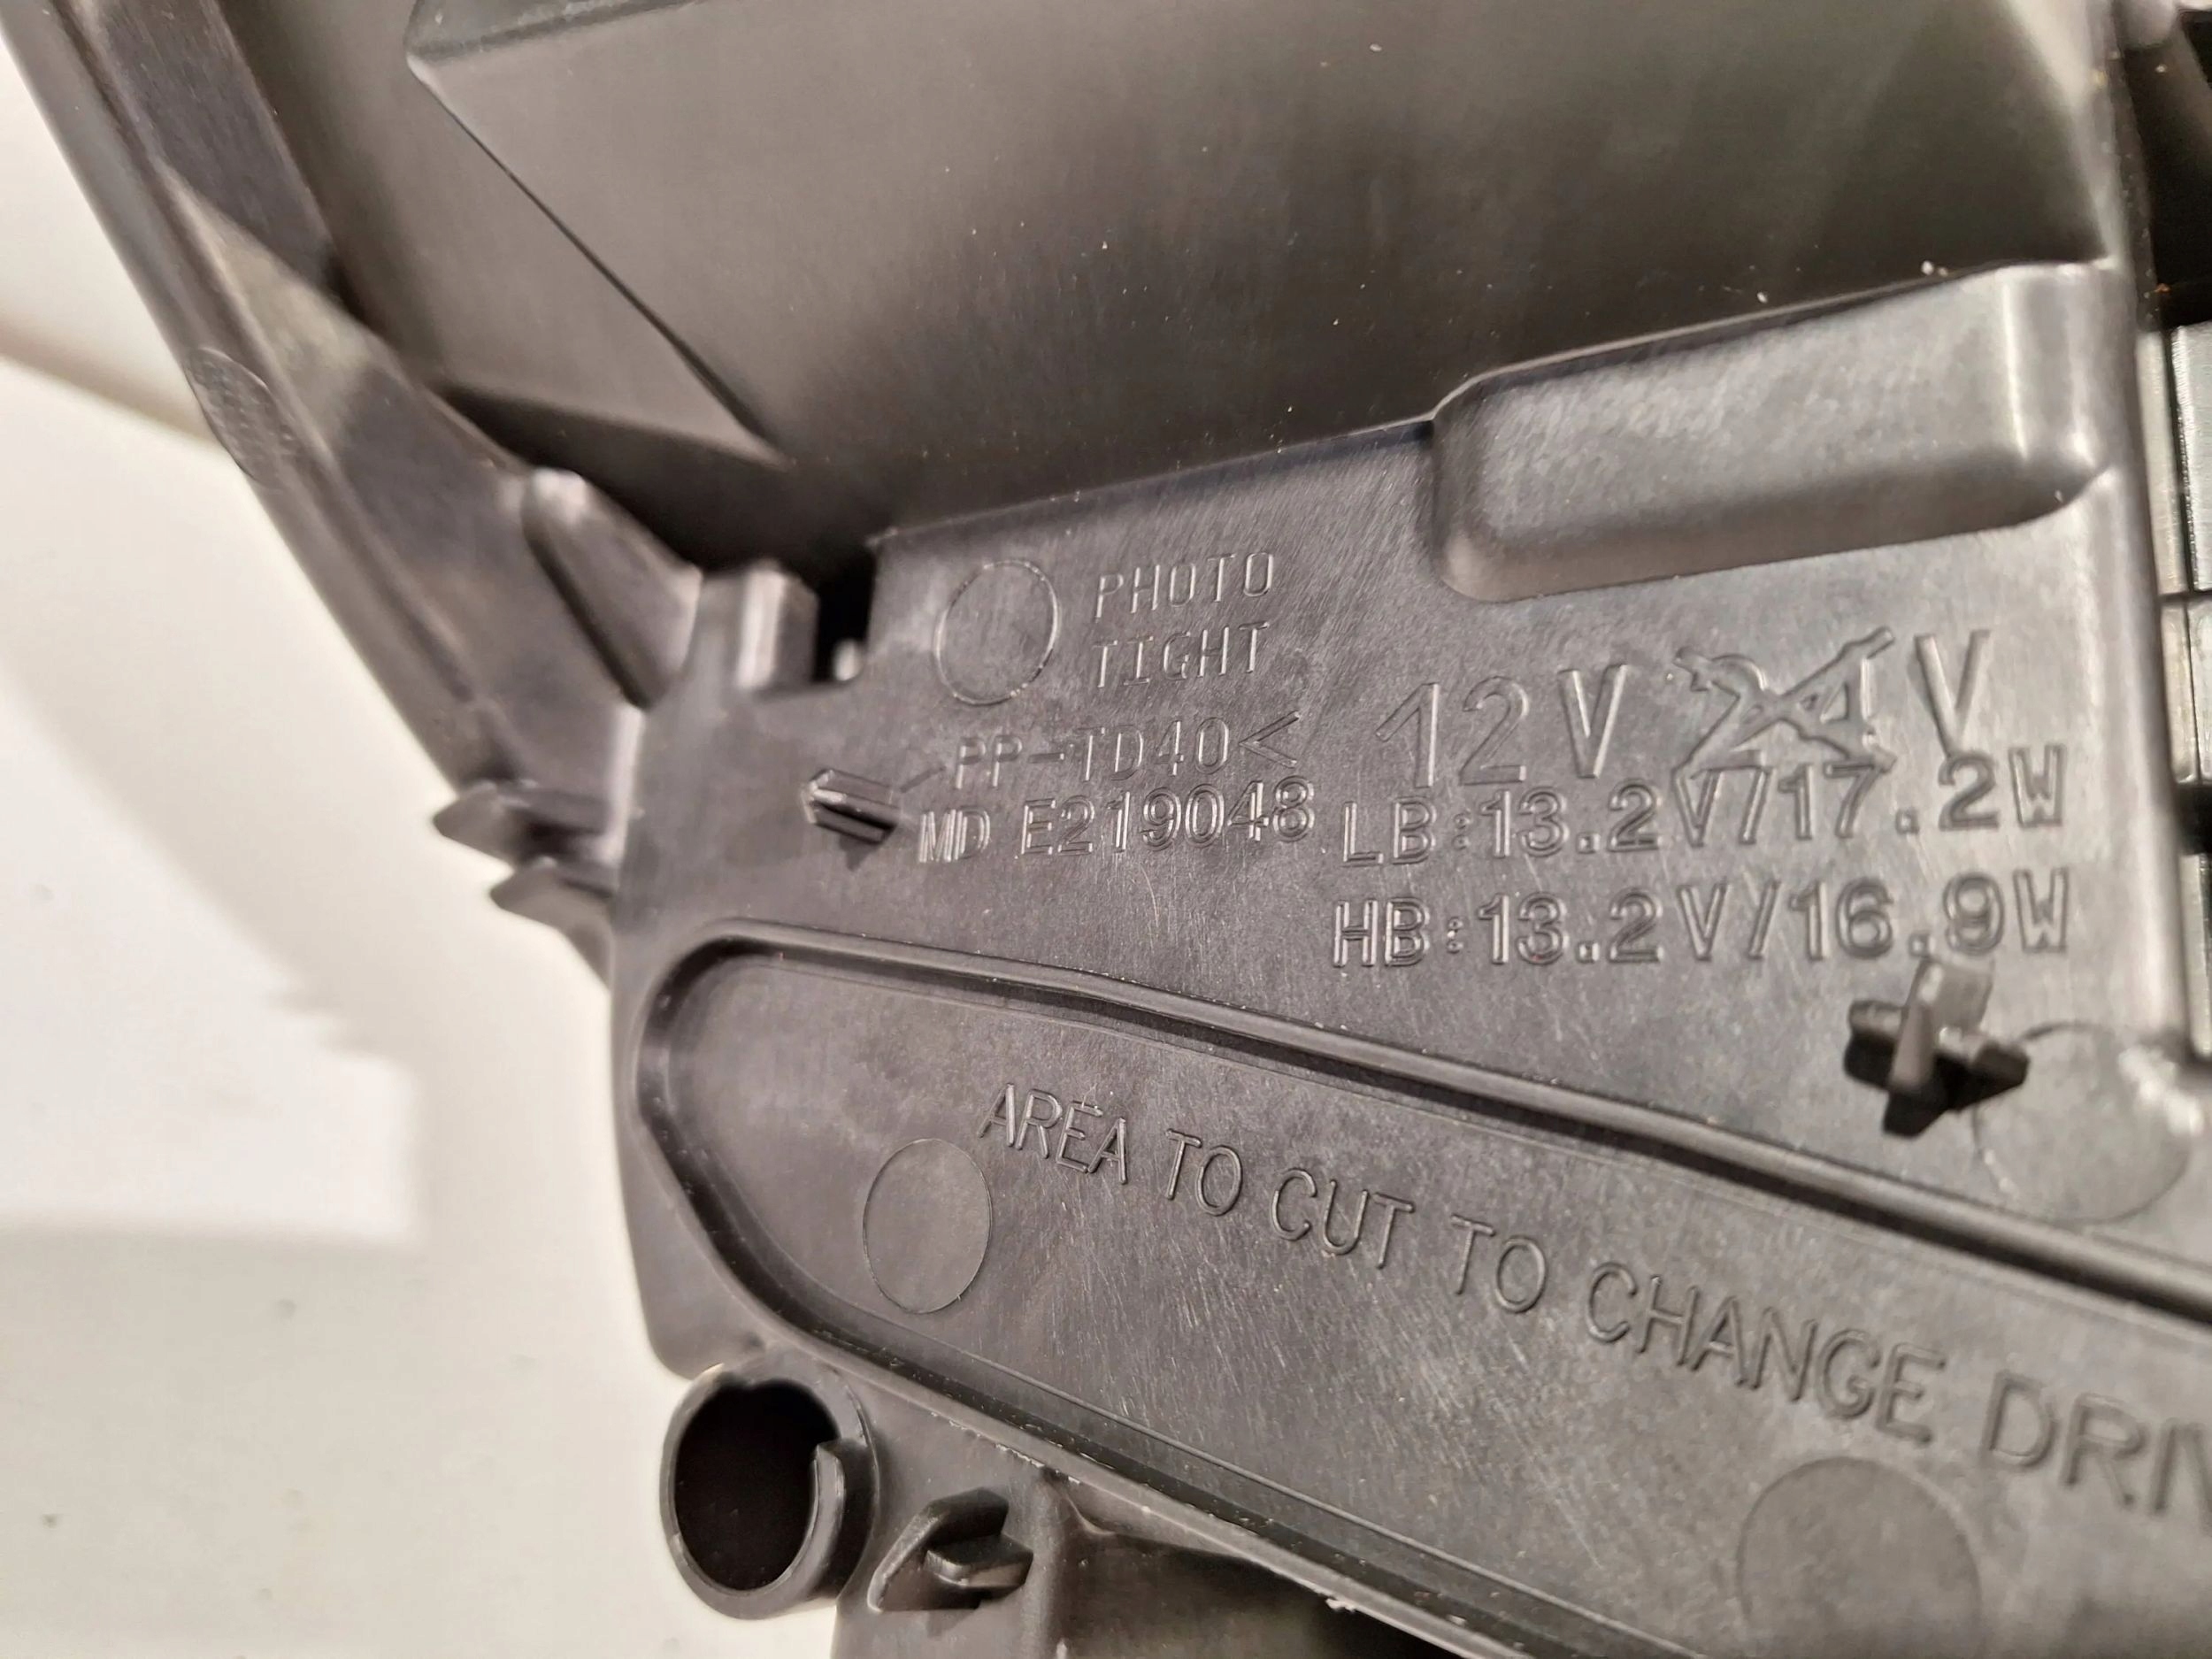 PHOTO
TIGHT
12V 24V
>PP-TD40<
MD E219048
LB:13.2V/17.2W
HB:13.2V/16.9W
AREA TO CUT TO CHANGE